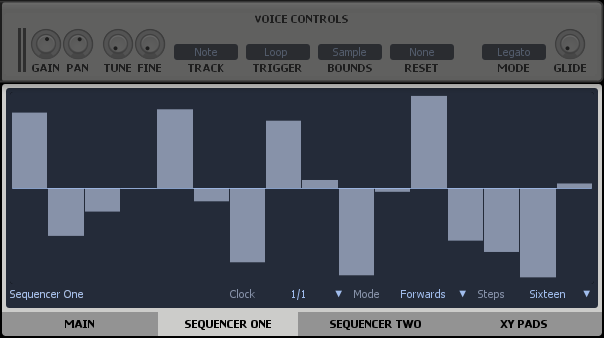 VOICE CONTROLS
Note Loop Sample None Legato
GAIN PAN TUNE FINE TRACK TRIGGER BOUNDS RESET MODE GLIDE
Sequencer One Clock 1/1 Mode Forwards Steps Sixteen
MAIN SEQUENCER ONE SEQUENCER TWO XY PADS